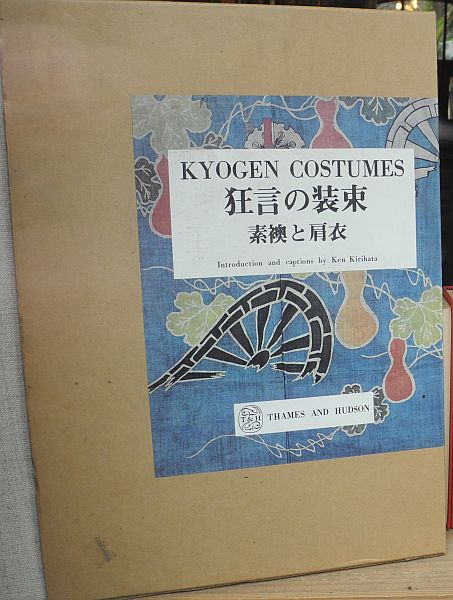 KYOGEN COSTUMES
狂言の装束
素襖と肩衣
Introduction and captions by Ken Kirihata
T&H
THAMES AND HUDSON